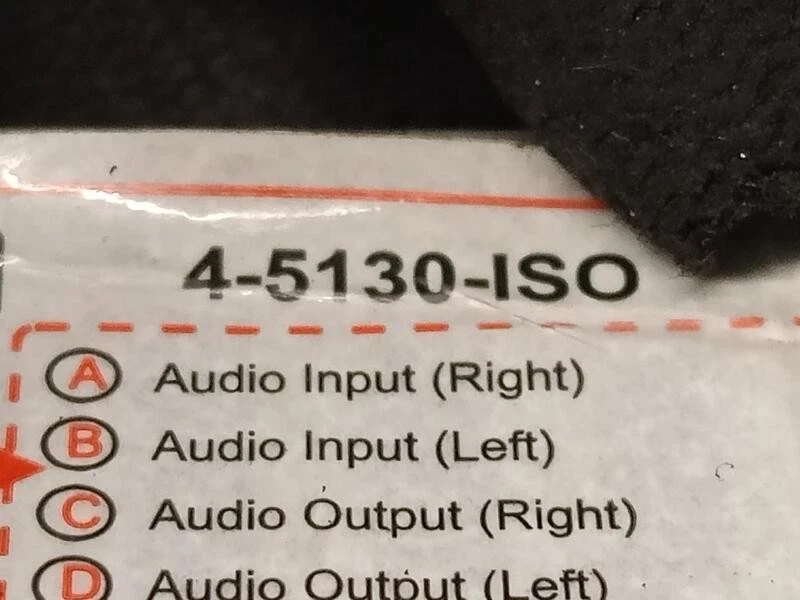 4-5130-ISO
A Audio Input (Right)
B Audio Input (Left)
C Audio Output (Right)
D Audio Output (Left)